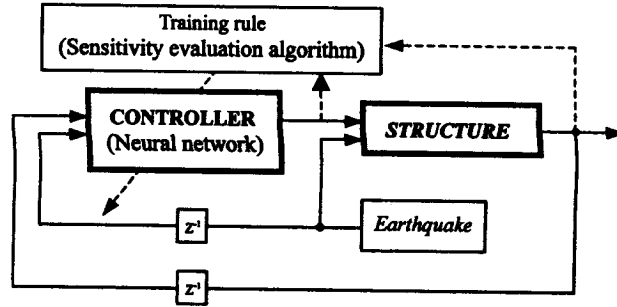 Training rule
(Sensitivity evaluation algorithm)
CONTROLLER
(Neural network)
STRUCTURE
Z⁻¹
Earthquake
Z⁻¹